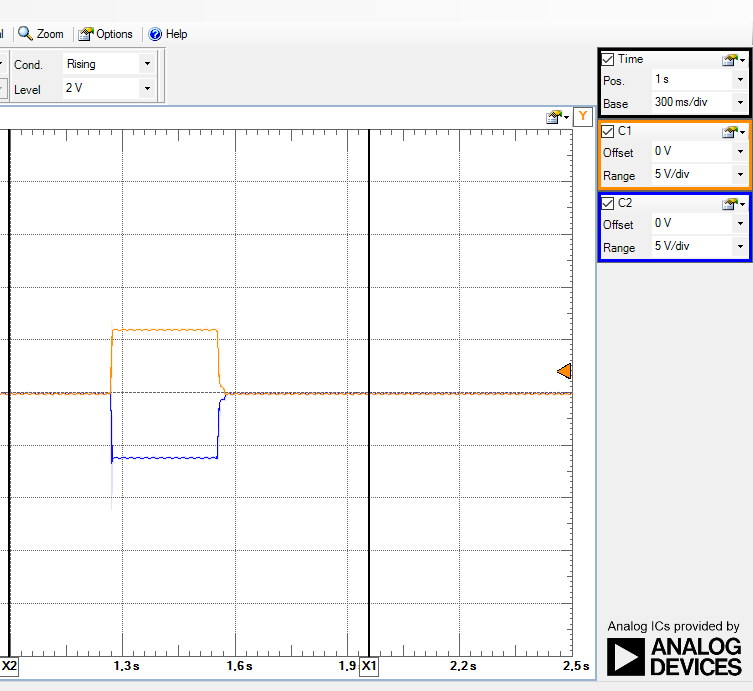 Zoom Options Help
Cond. Rising
Level 2 V
Time
Pos. 1 s
Base 300 ms/div
Y
C1
Offset 0 V
Range 5 V/div
C2
Offset 0 V
Range 5 V/div
X2 1.3 s 1.6 s 1.9 X1 2.2 s 2.5 s
Analog ICs provided by
ANALOG
DEVICES